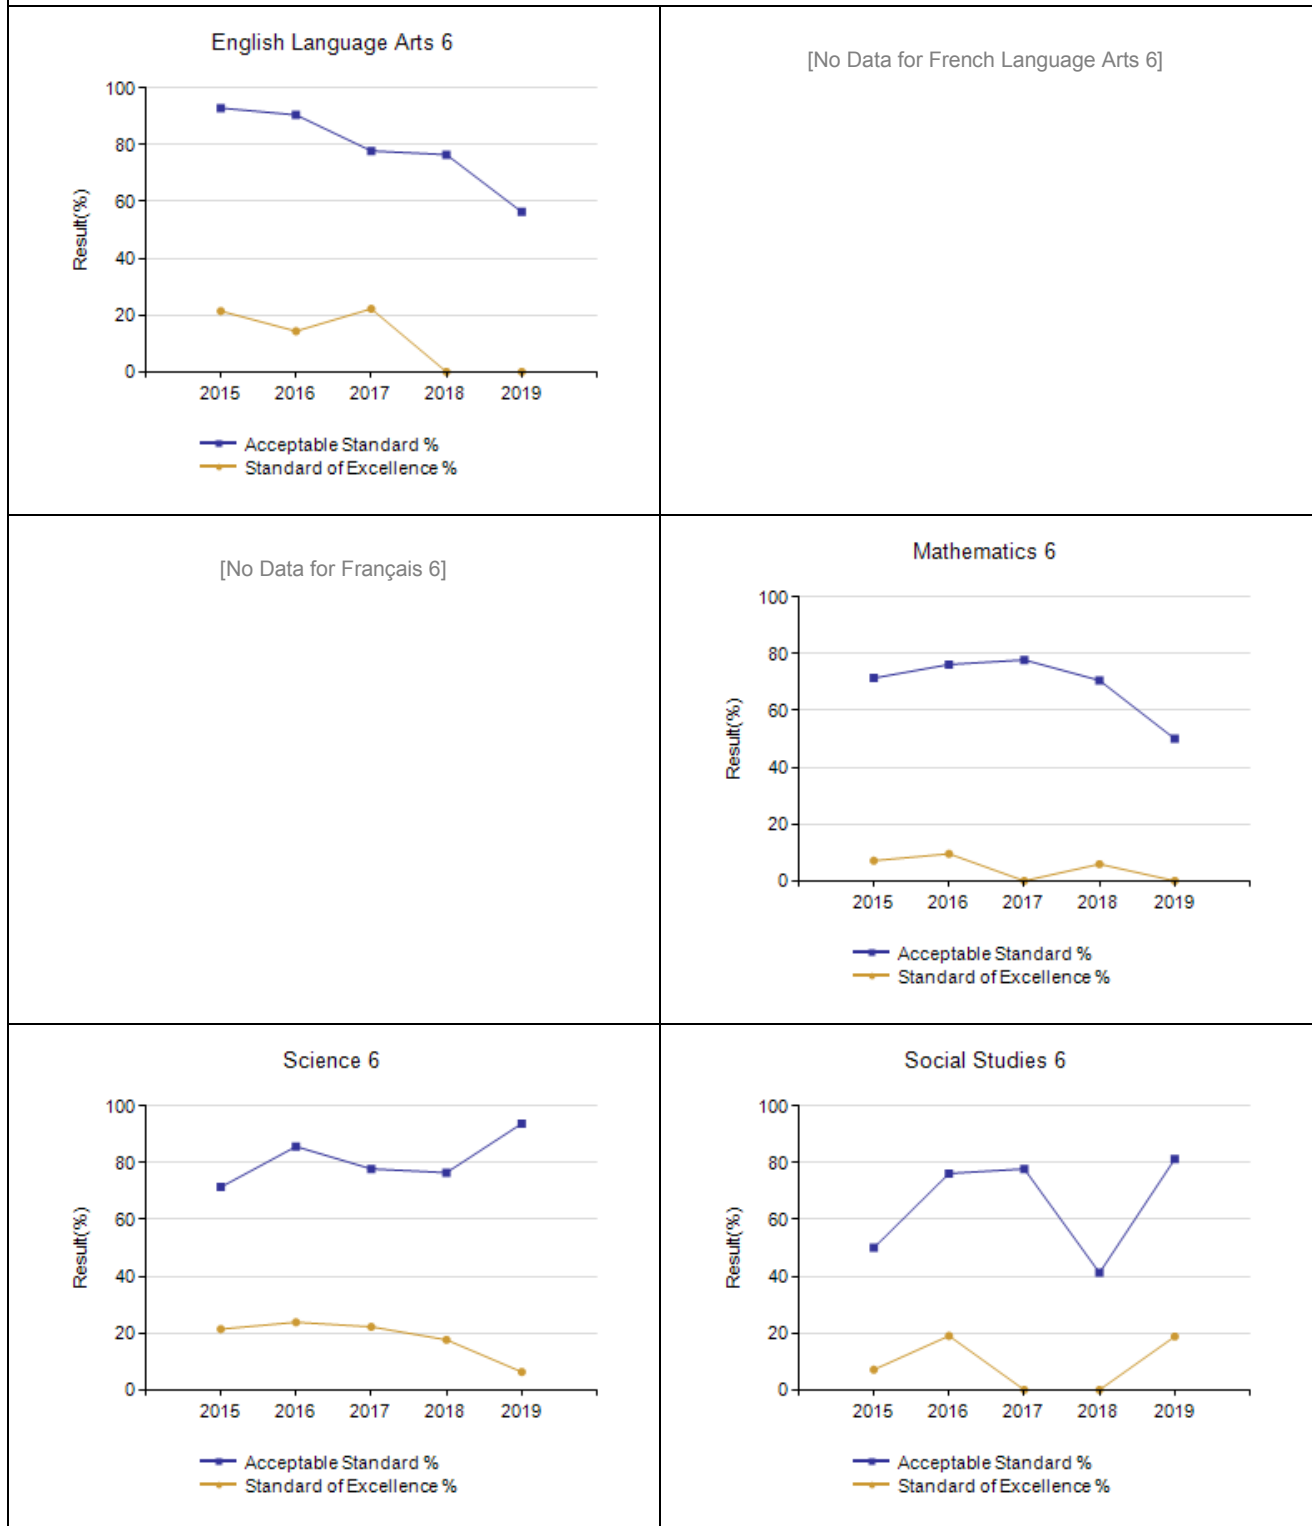 English Language Arts 6
100
80
60
40
20
0
Result(%)
2015 2016 2017 2018 2019
Acceptable Standard %
Standard of Excellence %
[No Data for French Language Arts 6]
[No Data for Français 6]
Mathematics 6
100
80
60
40
20
0
Result(%)
2015 2016 2017 2018 2019
Acceptable Standard %
Standard of Excellence %
Science 6
100
80
60
40
20
0
Result(%)
2015 2016 2017 2018 2019
Acceptable Standard %
Standard of Excellence %
Social Studies 6
100
80
60
40
20
0
Result(%)
2015 2016 2017 2018 2019
Acceptable Standard %
Standard of Excellence %